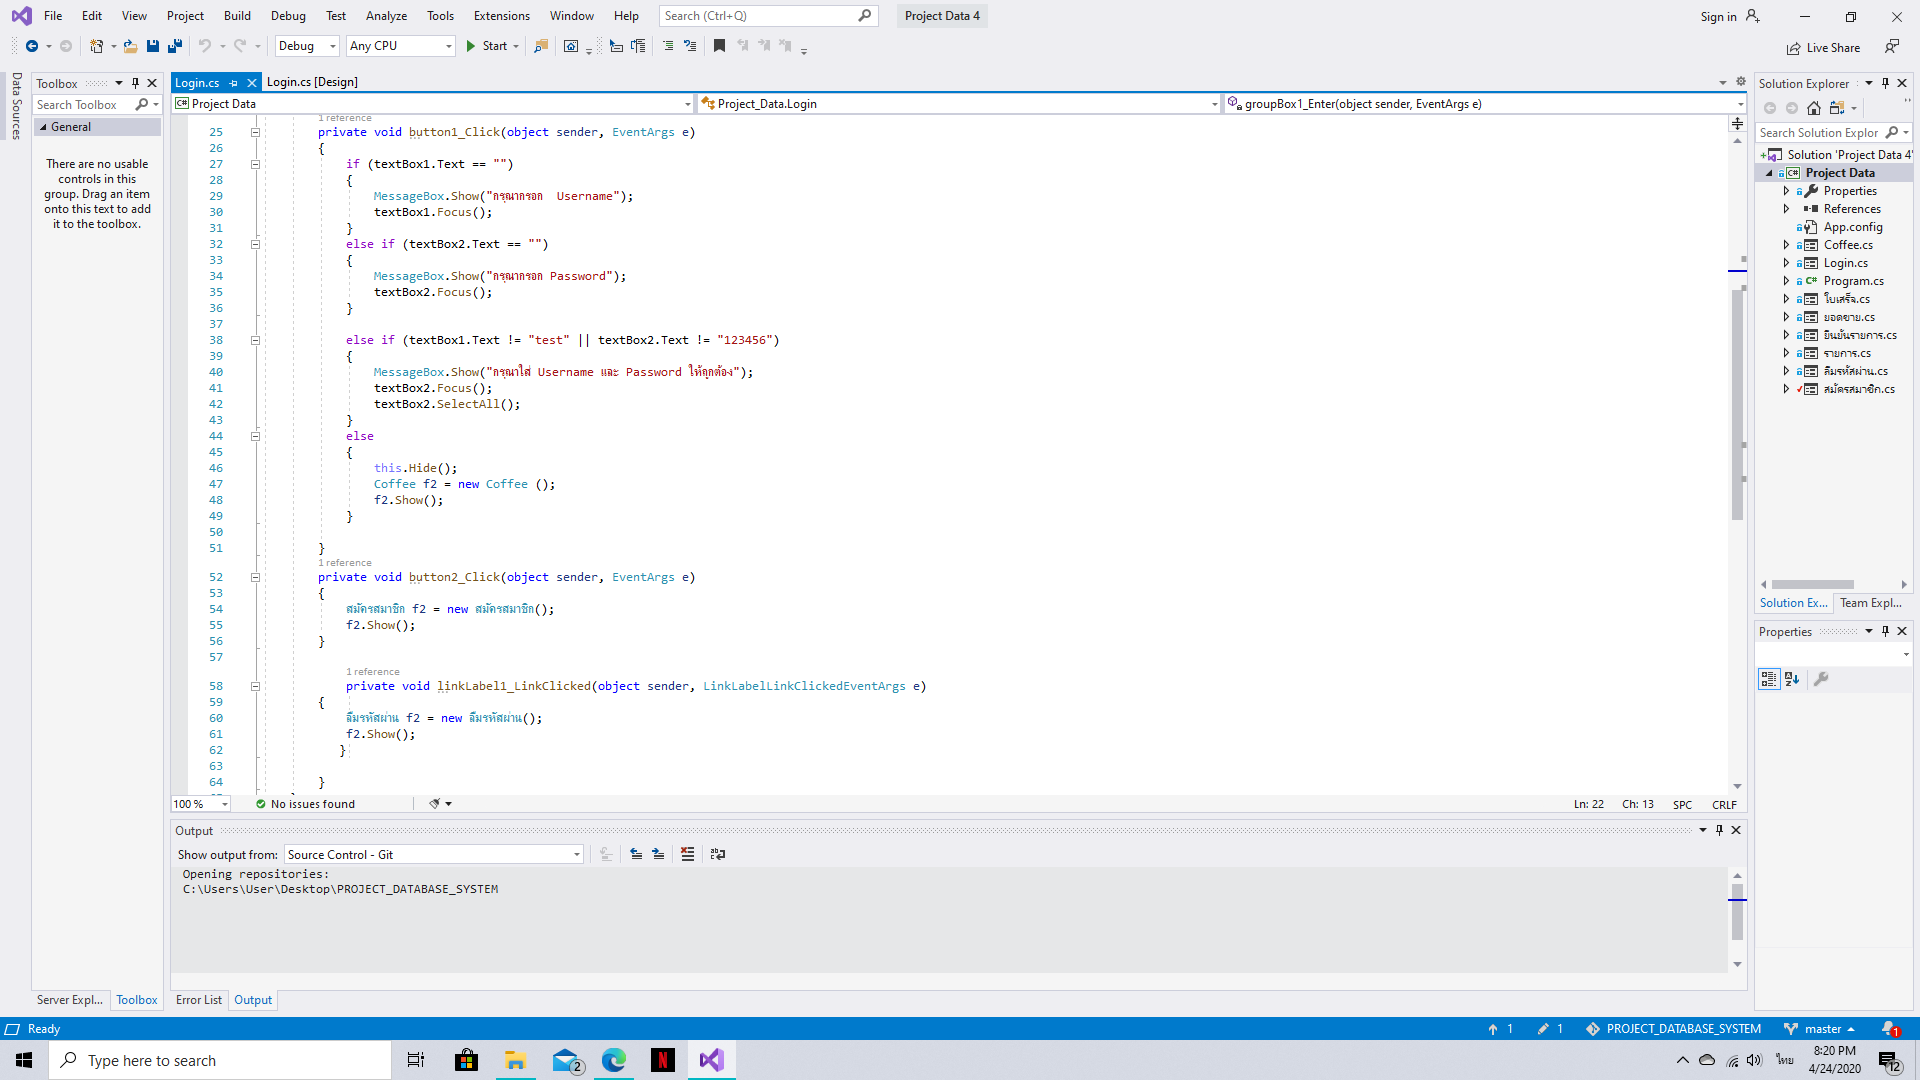 File Edit View Project Build Debug Test Analyze Tools Extensions Window Help Search (Ctrl+Q) Project Data 4 Sign in
Debug Any CPU Start Live Share
Data Sources
Toolbox
Search Toolbox
General
There are no usable
controls in this
group. Drag an item
onto this text to add
it to the toolbox.
Server Expl... Toolbox
Login.cs Login.cs [Design]
C# Project Data Project_Data.Login groupBox1_Enter(object sender, EventArgs e)
1 reference
25 private void button1_Click(object sender, EventArgs e)
26 {
27 if (textBox1.Text == "")
28 {
29 MessageBox.Show("กรุณากรอก  Username");
30 textBox1.Focus();
31 }
32 else if (textBox2.Text == "")
33 {
34 MessageBox.Show("กรุณากรอก Password");
35 textBox2.Focus();
36 }
37
38 else if (textBox1.Text != "test" || textBox2.Text != "123456")
39 {
40 MessageBox.Show("กรุณาใส่ Username และ Password ให้ถูกต้อง");
41 textBox2.Focus();
42 textBox2.SelectAll();
43 }
44 else
45 {
46 this.Hide();
47 Coffee f2 = new Coffee ();
48 f2.Show();
49 }
50
51 }
1 reference
52 private void button2_Click(object sender, EventArgs e)
53 {
54 สมัครสมาชิก f2 = new สมัครสมาชิก();
55 f2.Show();
56 }
57
1 reference
58 private void linkLabel1_LinkClicked(object sender, LinkLabelLinkClickedEventArgs e)
59 {
60 ลืมรหัสผ่าน f2 = new ลืมรหัสผ่าน();
61 f2.Show();
62 }
63
64 }
100 % No issues found Ln: 22 Ch: 13 SPC CRLF
Output
Show output from: Source Control - Git
Opening repositories:
C:\Users\User\Desktop\PROJECT_DATABASE_SYSTEM
Error List Output
Solution Explorer
Search Solution Explor
Solution 'Project Data 4'
C# Project Data
Properties
References
App.config
Coffee.cs
Login.cs
C# Program.cs
ใบเสร็จ.cs
ยอดขาย.cs
ยืนยันรายการ.cs
รายการ.cs
ลืมรหัสผ่าน.cs
สมัครสมาชิก.cs
Solution Ex... Team Expl...
Properties
Ready 1 1 PROJECT_DATABASE_SYSTEM master 1
Type here to search 2 N ไทย 8:20 PM
4/24/2020 12